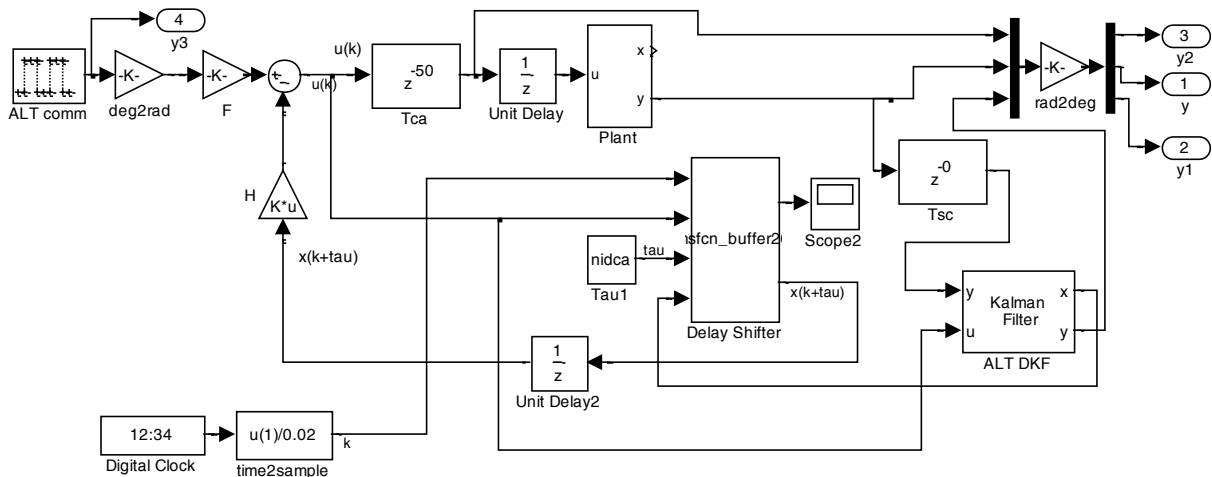 4
y3
ALT comm
-K-
deg2rad
-K-
F
+
-
u(k)
u(k)
z
-50
Tca
1
z
Unit Delay
u
x
y
Plant
-K-
rad2deg
3
y2
1
y
2
y1
z
-0
Tsc
H
K*u
x(k+tau)
nidca
tau
Tau1
sfcn_buffer2
Delay Shifter
Scope2
x(k+tau)
y
u
Kalman
Filter
x
y
ALT DKF
1
z
Unit Delay2
12:34
Digital Clock
u(1)/0.02
k
time2sample